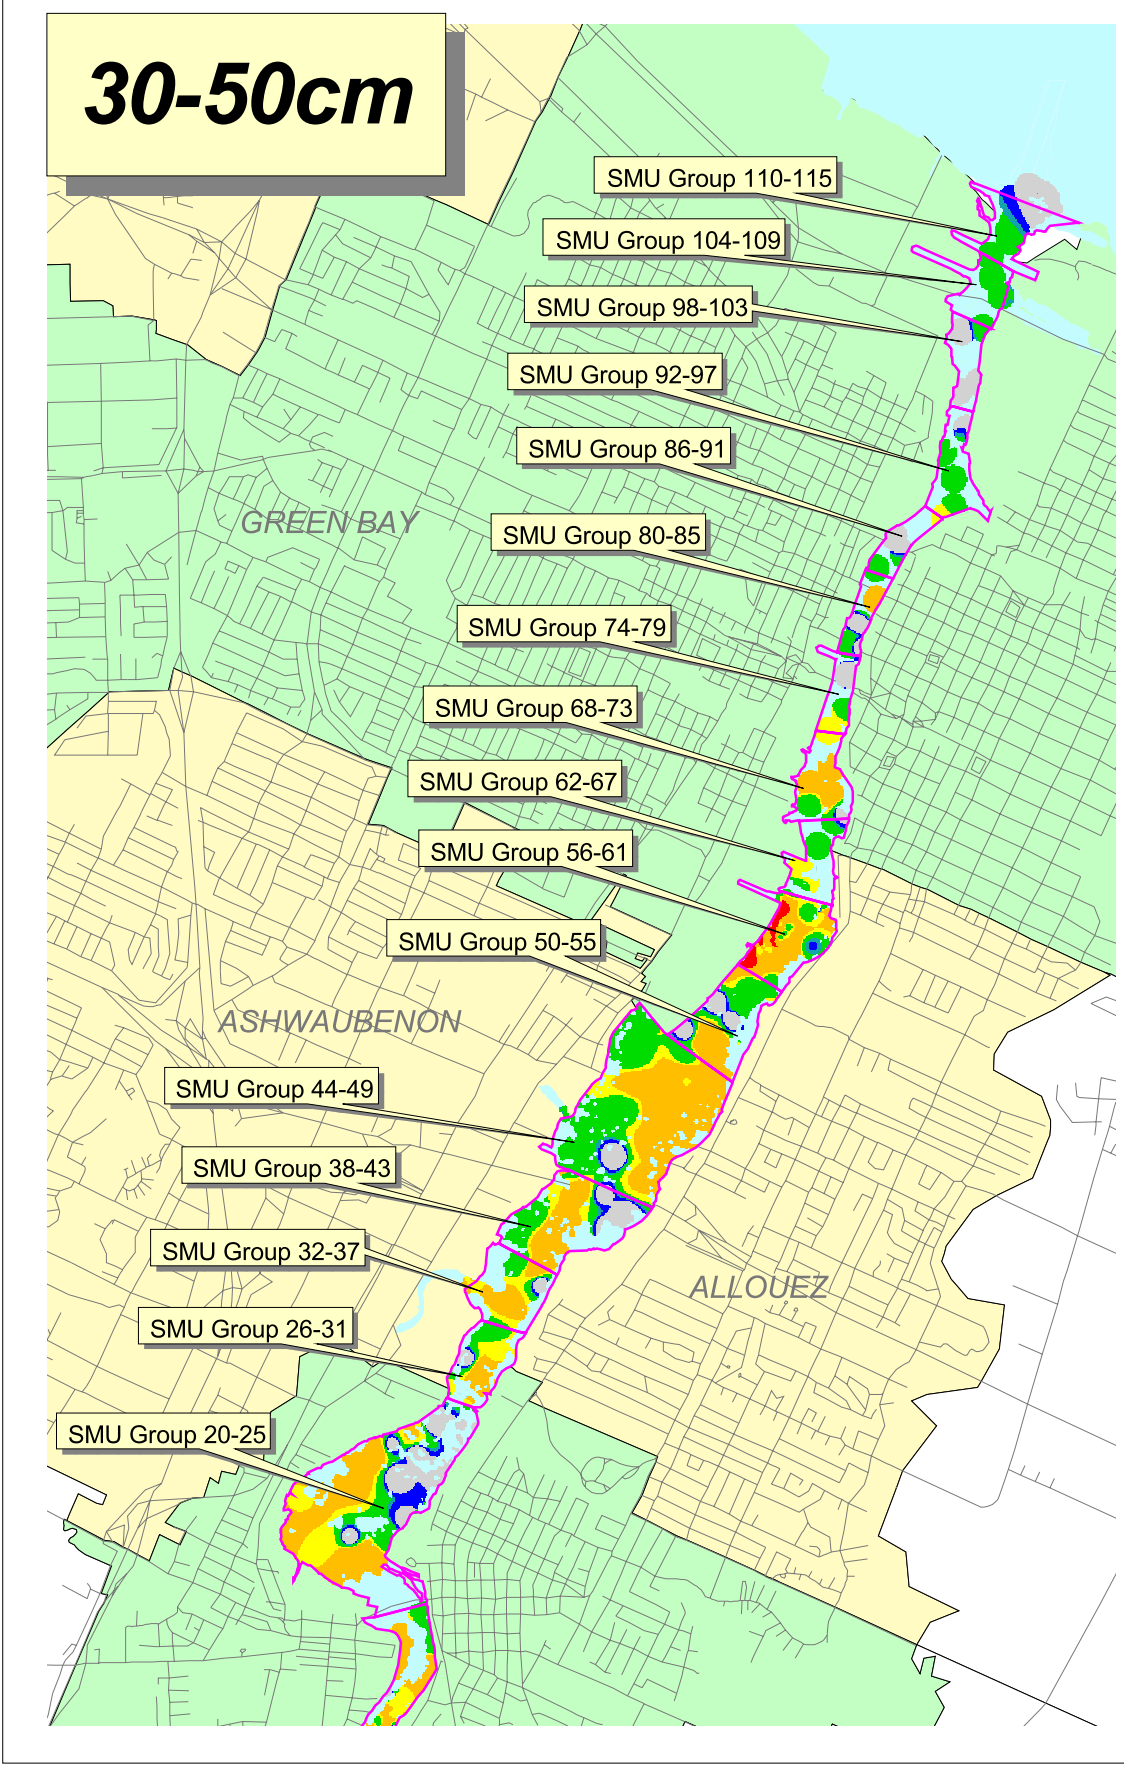 30-50cm
SMU Group 110-115
SMU Group 104-109
SMU Group 98-103
SMU Group 92-97
SMU Group 86-91
GREEN BAY
SMU Group 80-85
SMU Group 74-79
SMU Group 68-73
SMU Group 62-67
SMU Group 56-61
SMU Group 50-55
ASHWAUBENON
SMU Group 44-49
SMU Group 38-43
SMU Group 32-37
ALLOUEZ
SMU Group 26-31
SMU Group 20-25